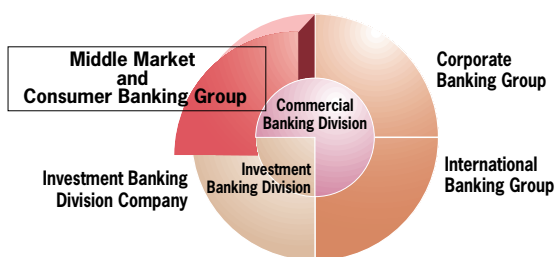 Middle Market
and
Consumer Banking Group
Corporate
Banking Group
Commercial
Banking Division
Investment
Banking Division
Investment Banking
Division Company
International
Banking Group